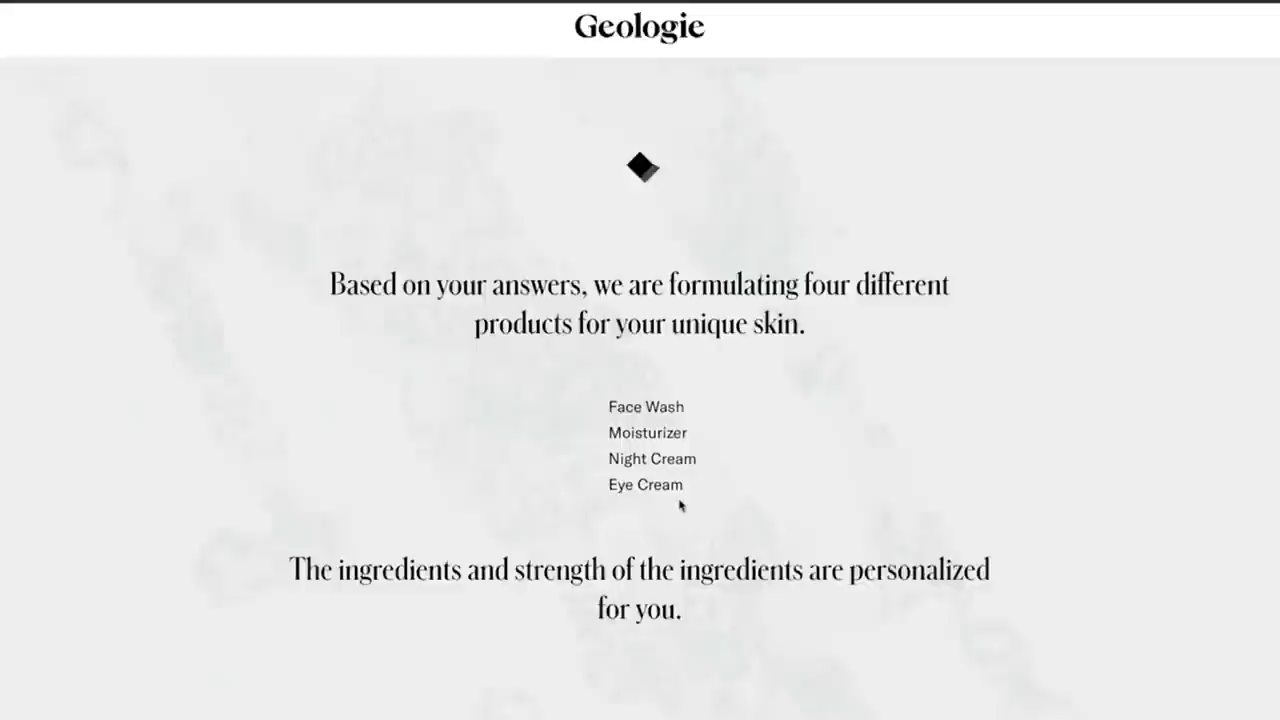 Geologie
Based on your answers, we are formulating four different
products for your unique skin.
Face Wash
Moisturizer
Night Cream
Eye Cream
The ingredients and strength of the ingredients are personalized
for you.